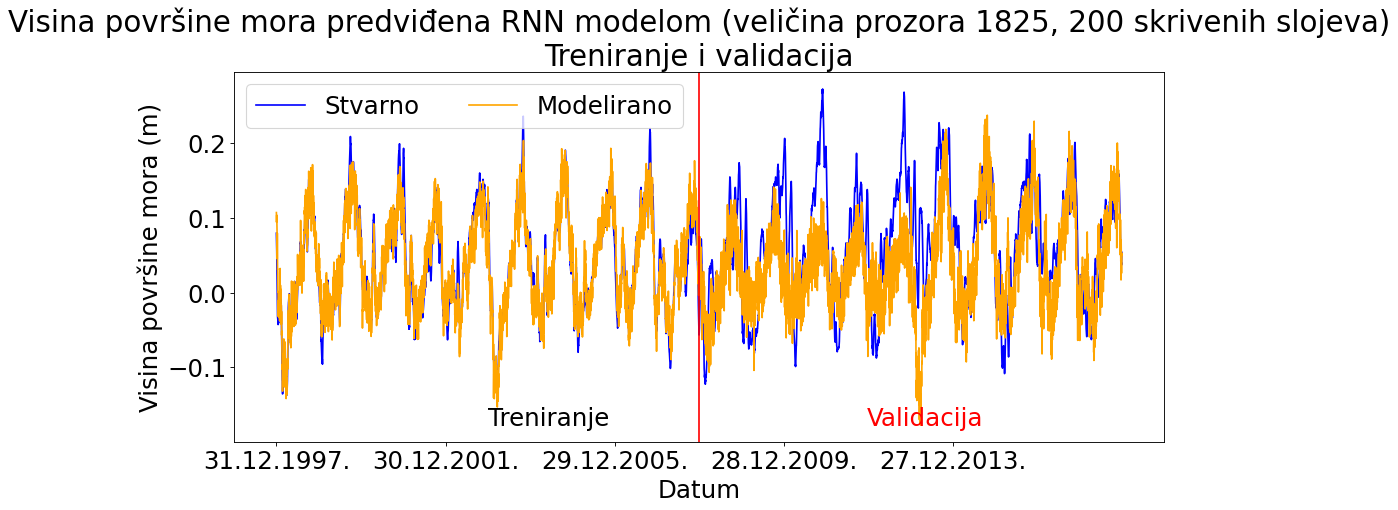 Visina površine mora predviđena RNN modelom (veličina prozora 1825, 200 skrivenih slojeva)
Treniranje i validacija
Stvarno
Modelirano
Visina površine mora (m)
0.2
0.1
0.0
−0.1
Treniranje
Validacija
31.12.1997.
30.12.2001.
29.12.2005.
28.12.2009.
27.12.2013.
Datum